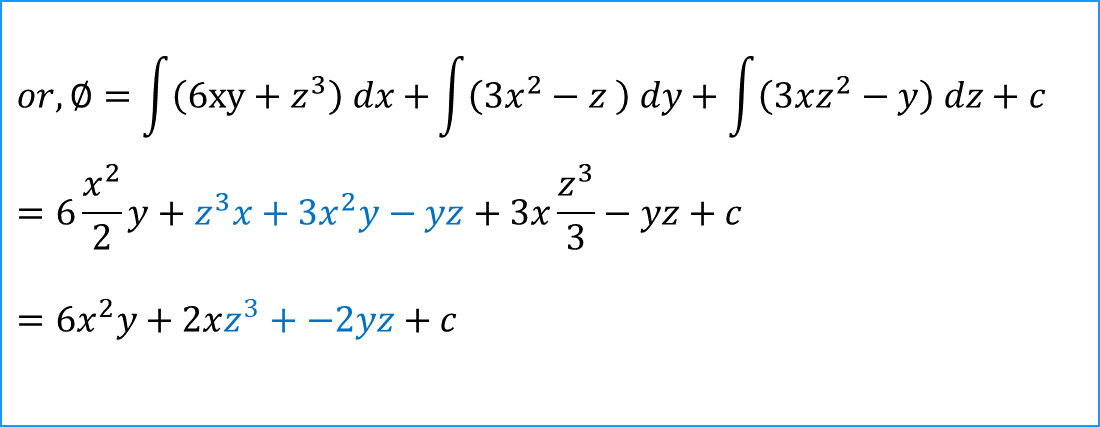 or, ∅ = ∫(6xy + z³) dx + ∫(3x² − z ) dy + ∫(3xz² − y) dz + c
= 6 x²/2 y + z³x + 3x²y − yz + 3x z³/3 − yz + c
= 6x²y + 2xz³ + −2yz + c